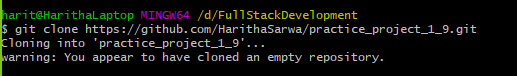 harit@HarithaLaptop MINGW64 /d/FullStackDevelopment
$ git clone https://github.com/HarithaSarwa/practice_project_1_9.git
Cloning into 'practice_project_1_9'...
warning: You appear to have cloned an empty repository.